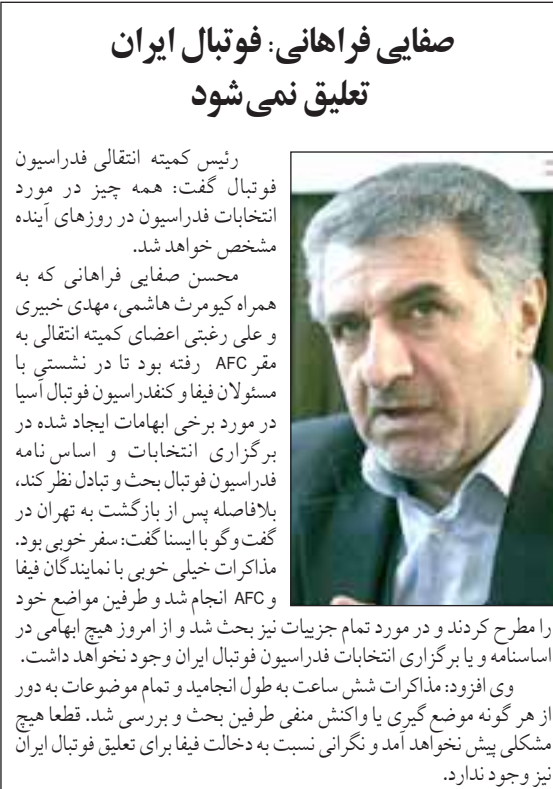 صفایی فراهانی: فوتبال ایران
تعلیق نمی‌شود
رئیس کمیته انتقالی فدراسیون
فوتبال گفت: همه چیز در مورد
انتخابات فدراسیون در روزهای آینده
مشخص خواهد شد.
محسن صفایی فراهانی که به
همراه کیومرث هاشمی، مهدی خبیری
و علی رغبتی اعضای کمیته انتقالی به
مقر AFC رفته بود تا در نشستی با
مسئولان فیفا و کنفدراسیون فوتبال آسیا
در مورد برخی ابهامات ایجاد شده در
برگزاری انتخابات و اساس نامه
فدراسیون فوتبال بحث و تبادل نظر کند،
بلافاصله پس از بازگشت به تهران در
گفت‌وگو با ایسنا گفت: سفر خوبی بود.
مذاکرات خیلی خوبی با نمایندگان فیفا
و AFC انجام شد و طرفین مواضع خود
را مطرح کردند و در مورد تمام جزییات نیز بحث شد و از امروز هیچ ابهامی در
اساسنامه و یا برگزاری انتخابات فدراسیون فوتبال ایران وجود نخواهد داشت.
وی افزود: مذاکرات شش ساعت به طول انجامید و تمام موضوعات به دور
از هر گونه موضع گیری یا واکنش منفی طرفین بحث و بررسی شد. قطعا هیچ
مشکلی پیش نخواهد آمد و نگرانی نسبت به دخالت فیفا برای تعلیق فوتبال ایران
نیز وجود ندارد.